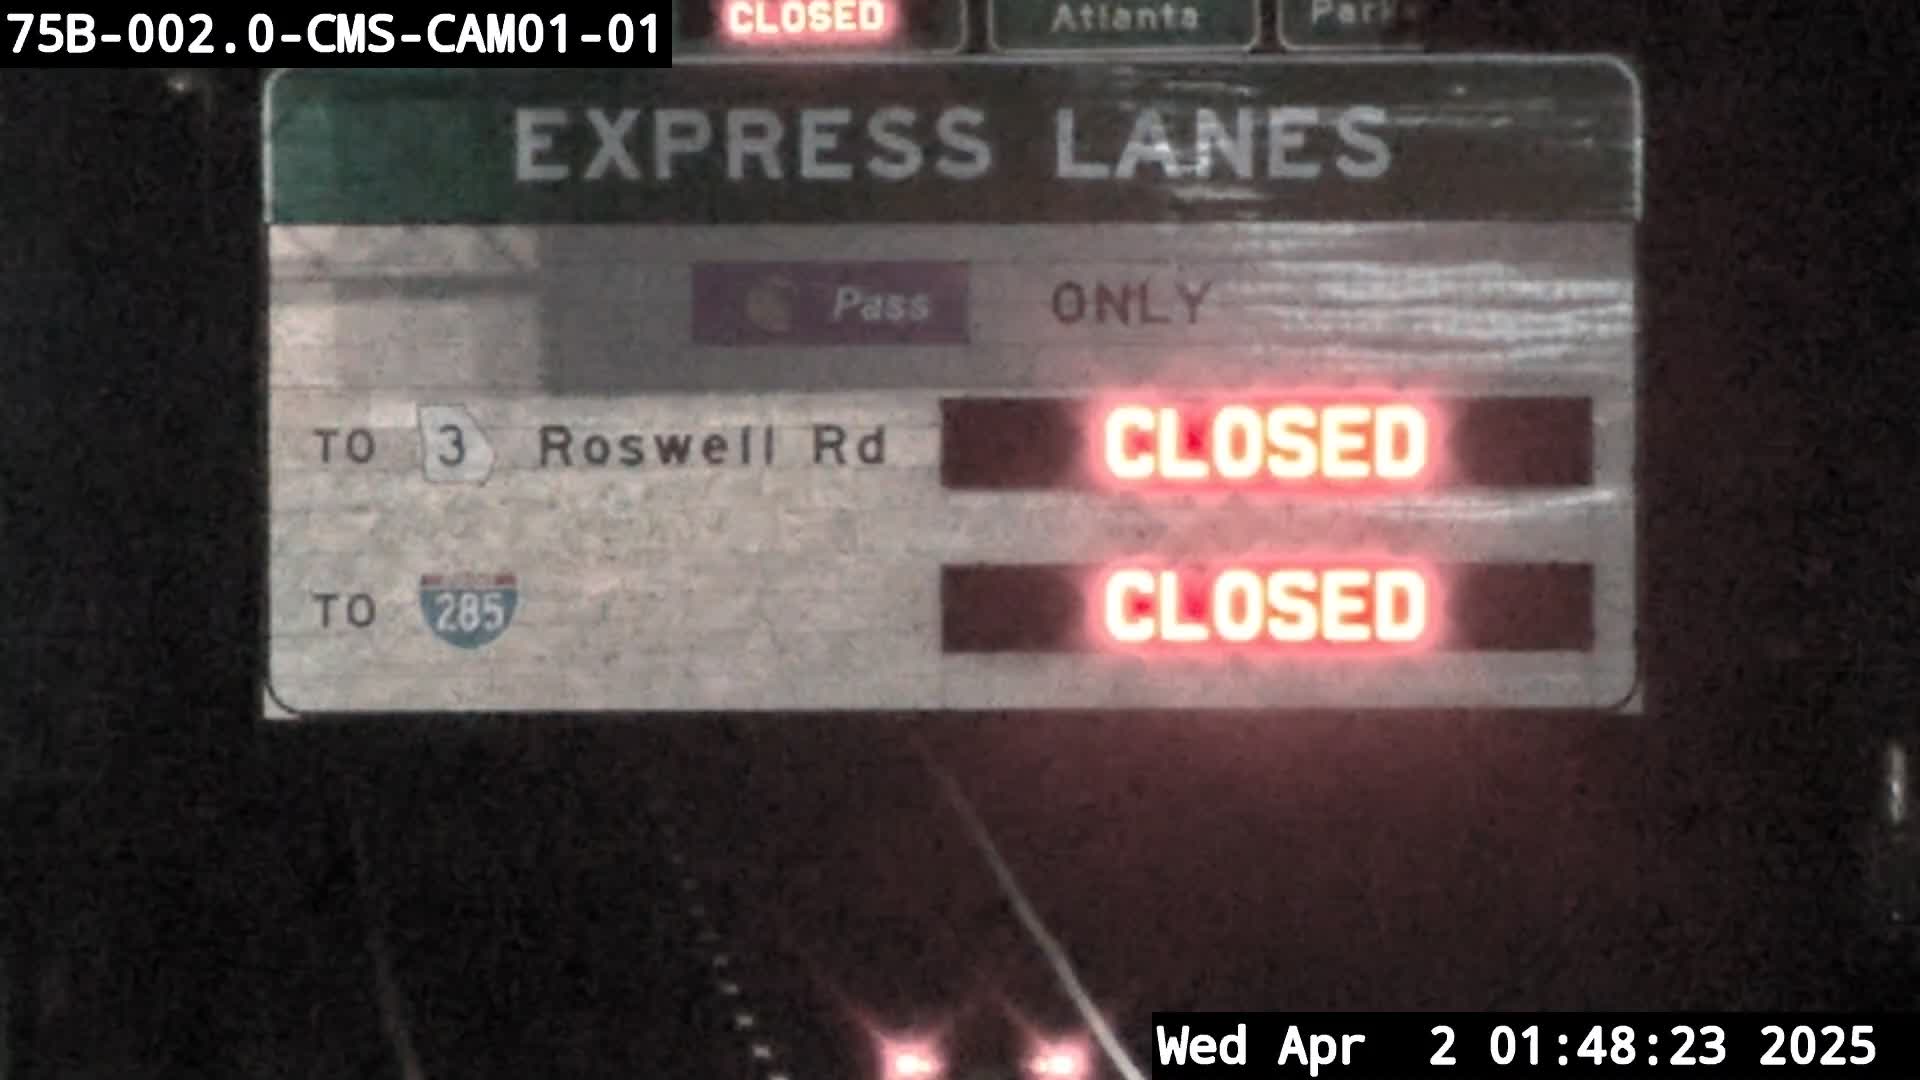 75B-002.0-CMS-CAM01-01
CLOSED
Atlanta
EXPRESS LANES
Pass ONLY
TO 3 Roswell Rd CLOSED
TO 285 CLOSED
Wed Apr 2 01:48:23 2025